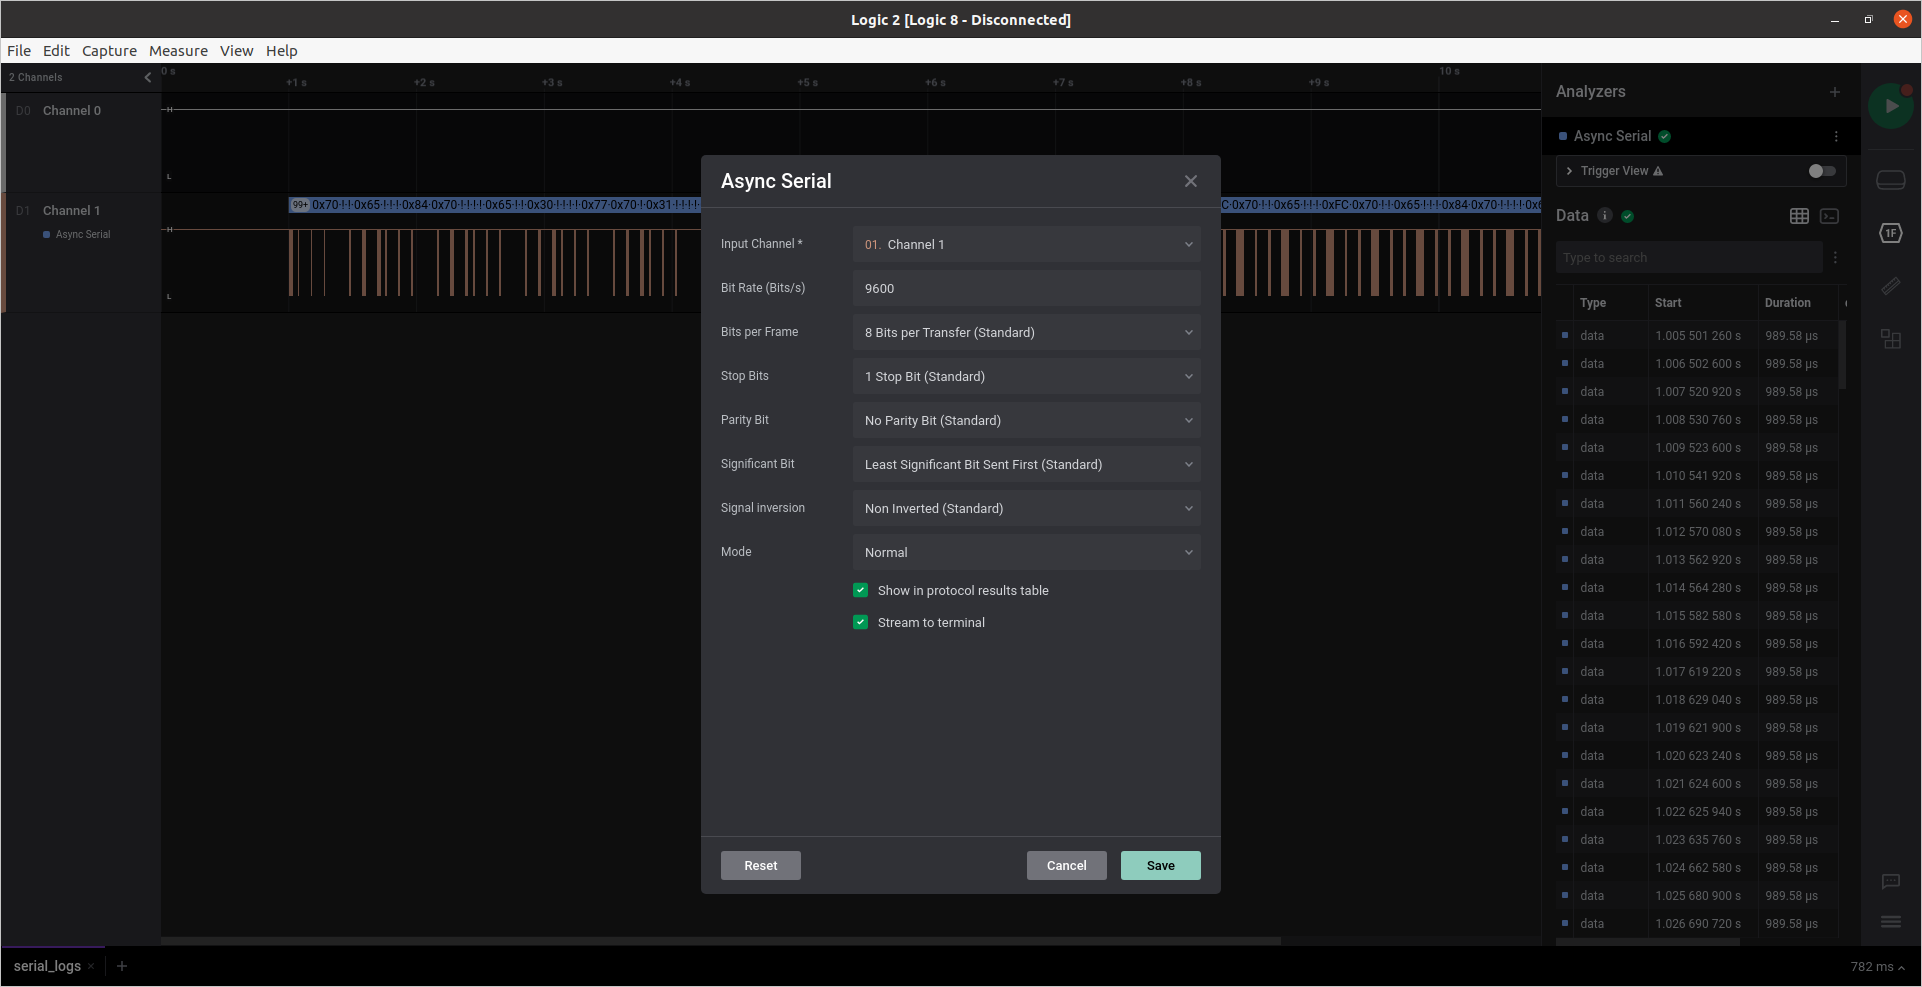 Logic 2 [Logic 8 - Disconnected]
File Edit Capture Measure View Help
2 Channels
0 s +1 s +2 s +3 s +4 s +5 s +6 s +7 s +8 s +9 s 10 s
D0 Channel 0
H
L
D1 Channel 1
Async Serial
99+ 0x70·!·!·0x65·!·!·!·0x84·0x70·!·!·!·!·0x65·!·0x30·!·!·!·!·0x77·0x70·!·0x31·!·!·!·!
C·0x70·!·!·0x65·!·!·!·0xFC·0x70·!·!·0x65·!·!·!·0x84·0x70·!
H
L
Async Serial
Input Channel *
01. Channel 1
Bit Rate (Bits/s)
9600
Bits per Frame
8 Bits per Transfer (Standard)
Stop Bits
1 Stop Bit (Standard)
Parity Bit
No Parity Bit (Standard)
Significant Bit
Least Significant Bit Sent First (Standard)
Signal inversion
Non Inverted (Standard)
Mode
Normal
Show in protocol results table
Stream to terminal
Reset Cancel Save
Analyzers
Async Serial
Trigger View
Data
1F
Type to search
Type Start Duration
data 1.005 501 260 s 989.58 μs
data 1.006 502 600 s 989.58 μs
data 1.007 520 920 s 989.58 μs
data 1.008 530 760 s 989.58 μs
data 1.009 523 600 s 989.58 μs
data 1.010 541 920 s 989.58 μs
data 1.011 560 240 s 989.58 μs
data 1.012 570 080 s 989.58 μs
data 1.013 562 920 s 989.58 μs
data 1.014 564 280 s 989.58 μs
data 1.015 582 580 s 989.58 μs
data 1.016 592 420 s 989.58 μs
data 1.017 619 220 s 989.58 μs
data 1.018 629 040 s 989.58 μs
data 1.019 621 900 s 989.58 μs
data 1.020 623 240 s 989.58 μs
data 1.021 624 600 s 989.58 μs
data 1.022 625 940 s 989.58 μs
data 1.023 635 760 s 989.58 μs
data 1.024 662 580 s 989.58 μs
data 1.025 680 900 s 989.58 μs
data 1.026 690 720 s 989.58 μs
serial_logs
782 ms